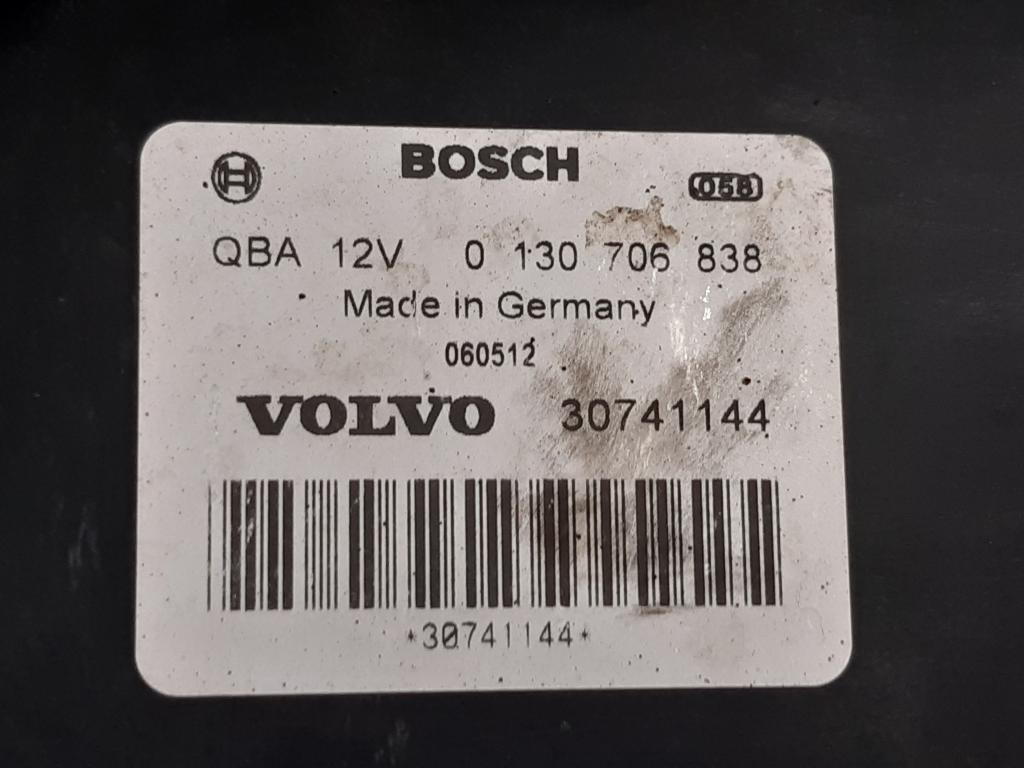 BOSCH
058
QBA 12V 0 130 706 838
Made in Germany
060512
VOLVO 30741144
*30741144*